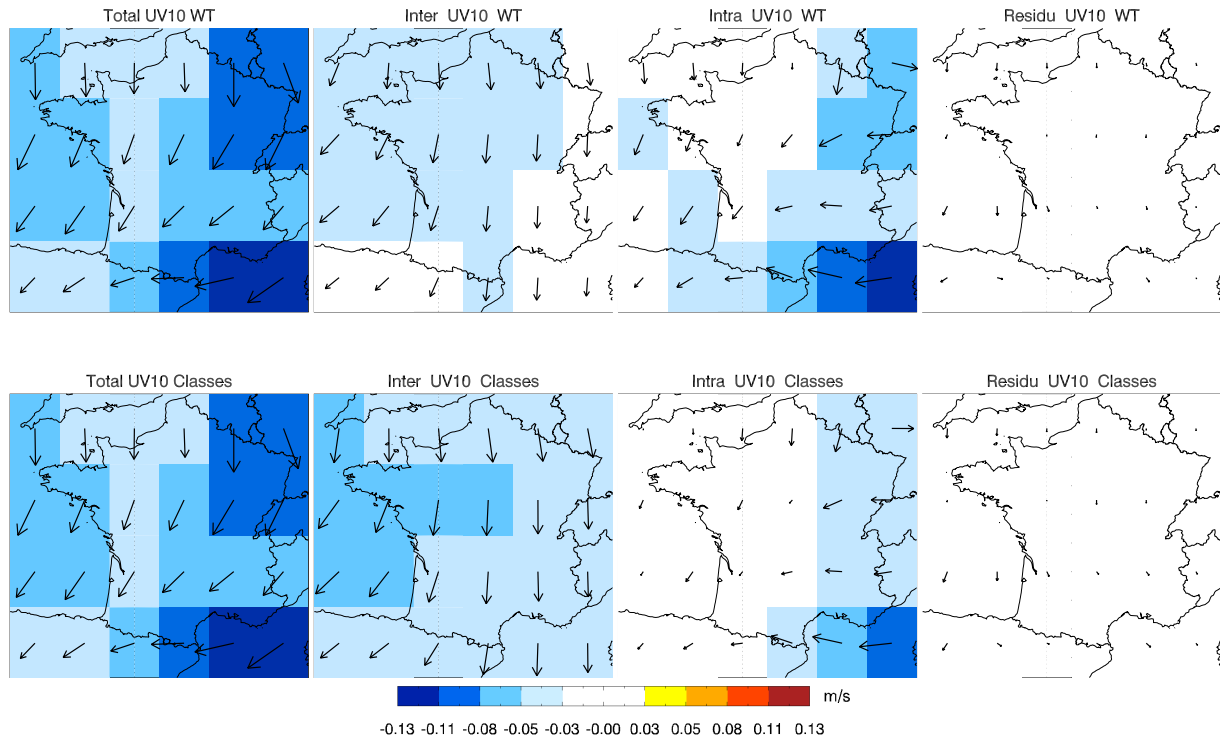 Total UV10 WT
Inter UV10 WT
Intra UV10 WT
Residu UV10 WT
Total UV10 Classes
Inter UV10 Classes
Intra UV10 Classes
Residu UV10 Classes
m/s
-0.13 -0.11 -0.08 -0.05 -0.03 -0.00 0.03 0.05 0.08 0.11 0.13